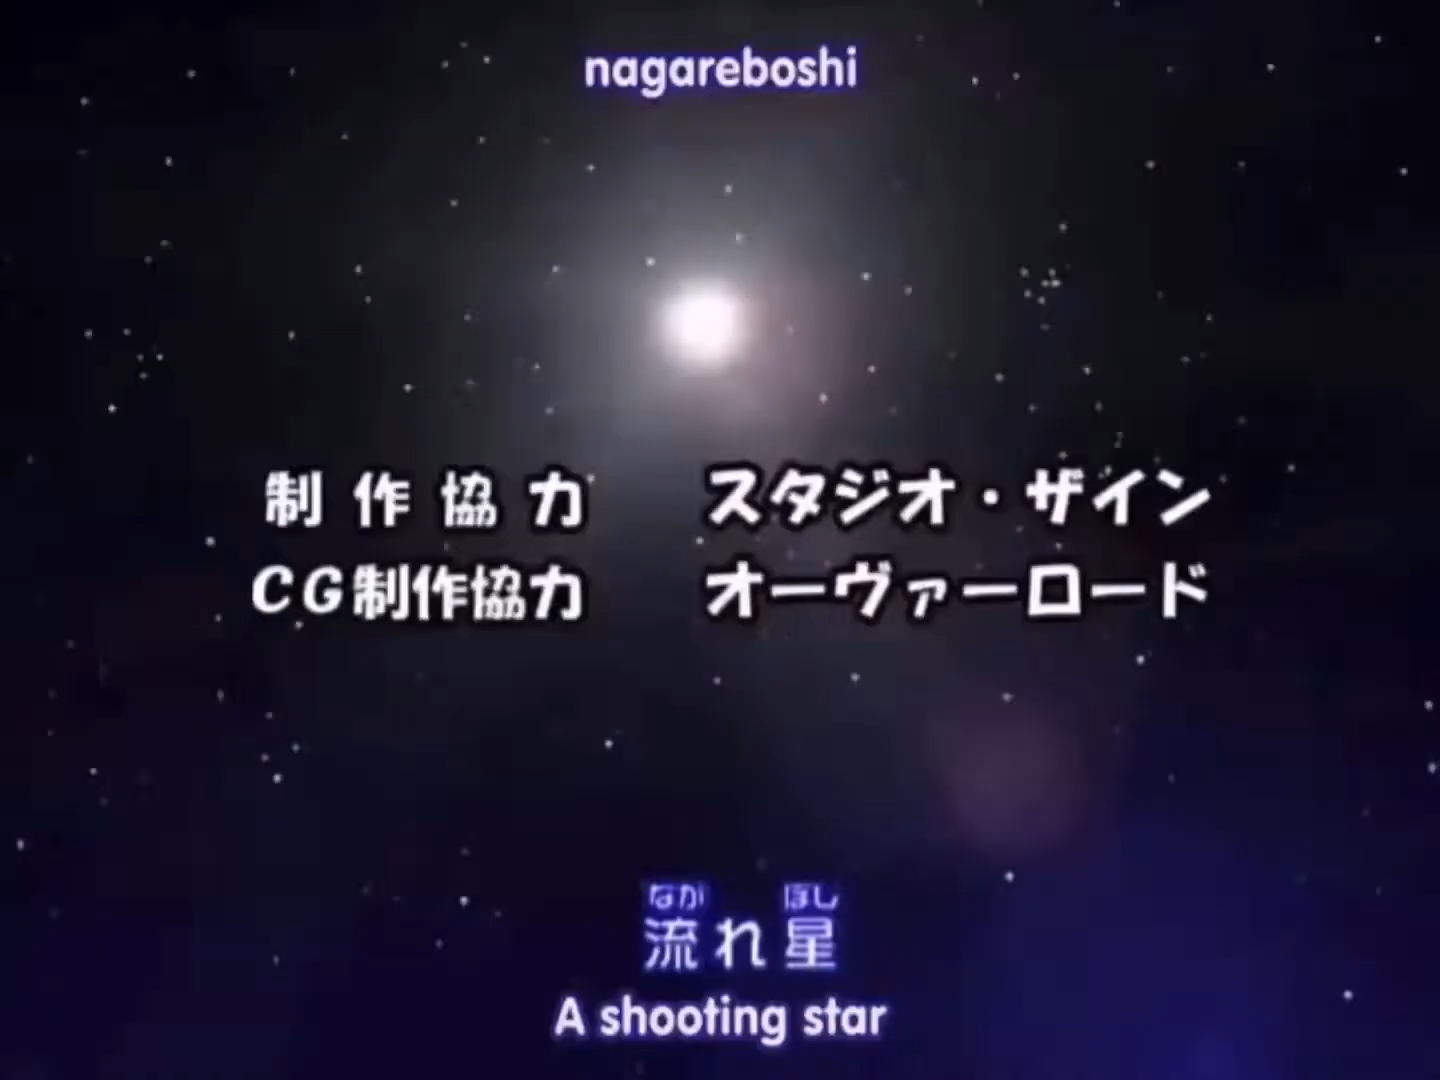 nagareboshi
制作協力 スタジオ・ザイン
CG制作協力 オーヴァーロード
なが ぼし
流れ星
A shooting star